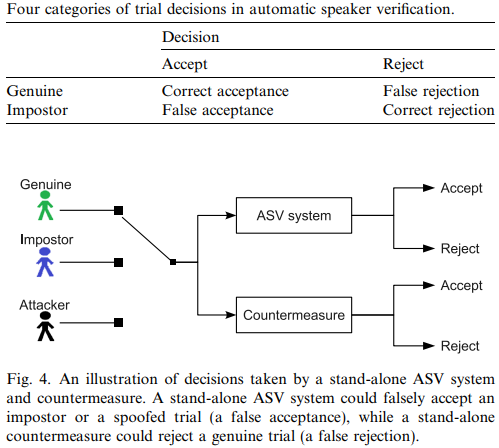 Four categories of trial decisions in automatic speaker verification.
Decision
Accept Reject
Genuine Correct acceptance False rejection
Impostor False acceptance Correct rejection
Genuine
Impostor
Attacker
ASV system
Countermeasure
Accept
Reject
Accept
Reject
Fig. 4. An illustration of decisions taken by a stand-alone ASV system
and countermeasure. A stand-alone ASV system could falsely accept an
impostor or a spoofed trial (a false acceptance), while a stand-alone
countermeasure could reject a genuine trial (a false rejection).